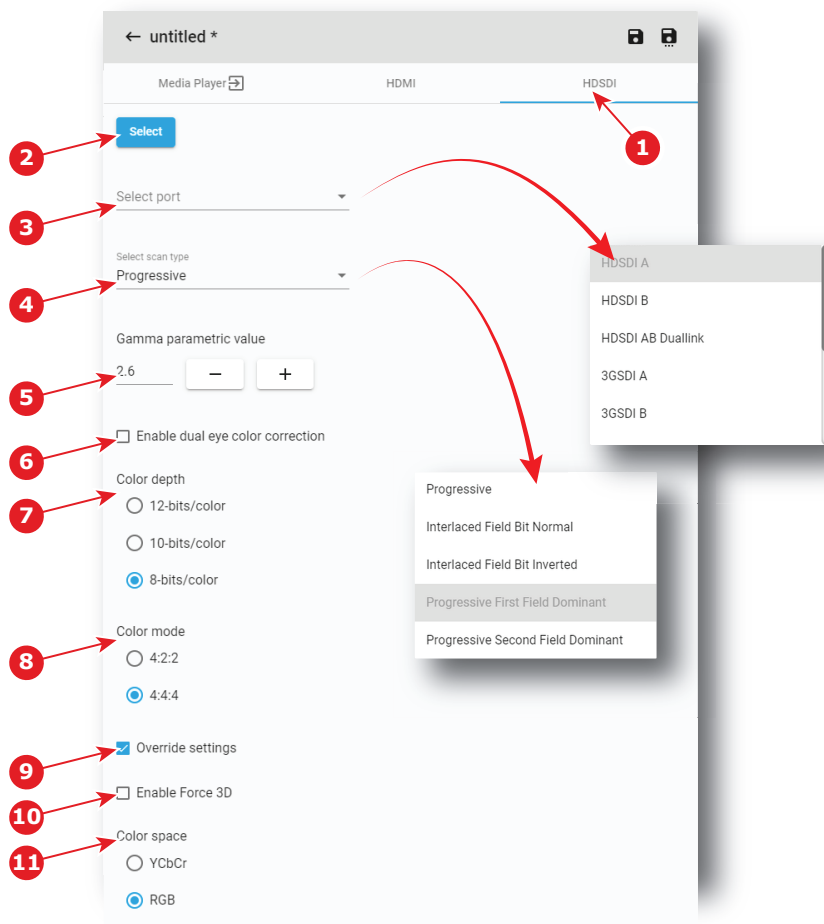 untitled *
Media Player
HDMI
HDSDI
1
2
Select
3
Select port
4
Select scan type
Progressive
HDSDI A
HDSDI B
HDSDI AB Duallink
3GSDI A
3GSDI B
Gamma parametric value
5
2.6
− +
6
Enable dual eye color correction
7
Color depth
12-bits/color
10-bits/color
8-bits/color
Progressive
Interlaced Field Bit Normal
Interlaced Field Bit Inverted
Progressive First Field Dominant
Progressive Second Field Dominant
8
Color mode
4:2:2
4:4:4
9
Override settings
10
Enable Force 3D
11
Color space
YCbCr
RGB